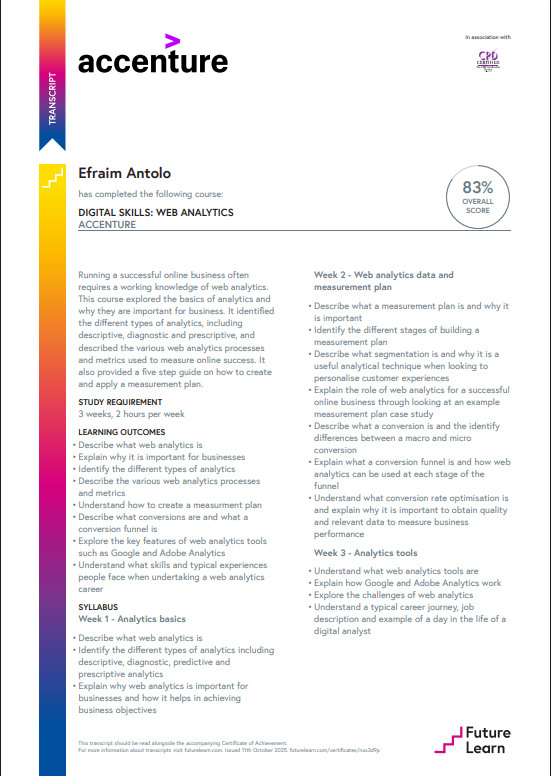 TRANSCRIPT
accenture
In association with
CPD
CERTIFIED
Efraim Antolo
has completed the following course:
DIGITAL SKILLS: WEB ANALYTICS
ACCENTURE
83%
OVERALL
SCORE
Running a successful online business often
requires a working knowledge of web analytics.
This course explored the basics of analytics and
why they are important for business. It identified
the different types of analytics, including
descriptive, diagnostic and prescriptive, and
described the various web analytics processes
and metrics used to measure online success. It
also provided a five step guide on how to create
and apply a measurement plan.
STUDY REQUIREMENT
3 weeks, 2 hours per week
LEARNING OUTCOMES
• Describe what web analytics is
• Explain why it is important for businesses
• Identify the different types of analytics
• Describe the various web analytics processes
and metrics
• Understand how to create a measurment plan
• Describe what conversions are and what a
conversion funnel is
• Explore the key features of web analytics tools
such as Google and Adobe Analytics
• Understand what skills and typical experiences
people face when undertaking a web analytics
career
SYLLABUS
Week 1 - Analytics basics
• Describe what web analytics is
• Identify the different types of analytics including
descriptive, diagnostic, predictive and
prescriptive analytics
• Explain why web analytics is important for
businesses and how it helps in achieving
business objectives
Week 2 - Web analytics data and
measurement plan
• Describe what a measurement plan is and why it
is important
• Identify the different stages of building a
measurement plan
• Describe what segmentation is and why it is a
useful analytical technique when looking to
personalise customer experiences
• Explain the role of web analytics for a successful
online business through looking at an example
measurement plan case study
• Describe what a conversion is and the identify
differences between a macro and micro
conversion
• Explain what a conversion funnel is and how web
analytics can be used at each stage of the
funnel
• Understand what conversion rate optimisation is
and explain why it is important to obtain quality
and relevant data to measure business
performance
Week 3 - Analytics tools
• Understand what web analytics tools are
• Explain how Google and Adobe Analytics work
• Explore the challenges of web analytics
• Understand a typical career journey, job
description and example of a day in the life of a
digital analyst
This transcript should be read alongside the accompanying Certificate of Achievement.
For more information about transcripts visit futurelearn.com. Issued 11th October 2025. futurelearn.com/certificates/
Future
Learn